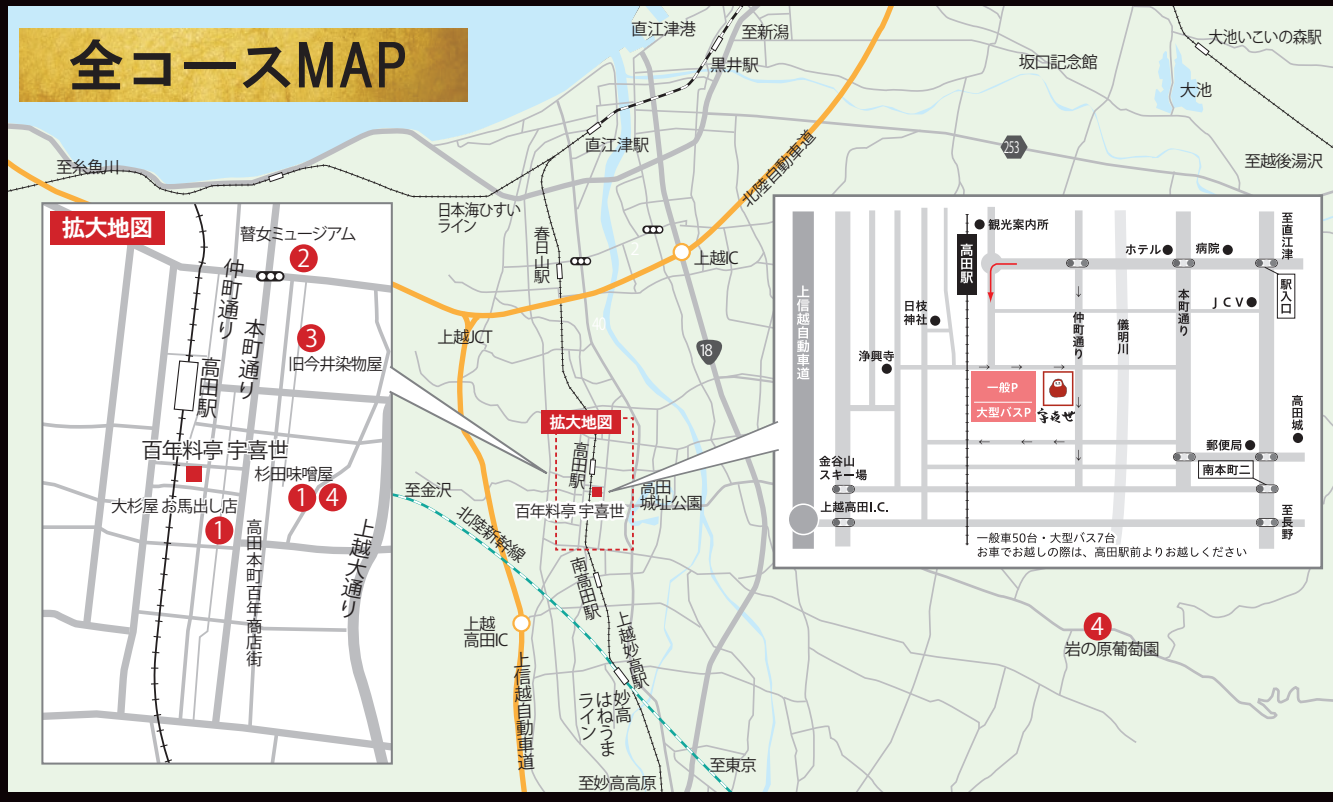 全コースMAP
直江津港
至新潟
黒井駅
坂口記念館
大池いこいの森駅
大池
253
至越後湯沢
直江津駅
至糸魚川
日本海ひすい
ライン
春日山駅
北陸自動車道
上越IC
上越JCT
18
拡大地図
高田駅
百年料亭 宇喜世
高田
城址公園
至金沢
北陸新幹線
南高田駅
上越
高田IC
上信越自動車道
上越妙高駅
妙高
はねうま
ライン
至東京
至妙高高原
4
岩の原葡萄園
拡大地図
瞽女ミュージアム
2
仲町通り
本町通り
3
旧今井染物屋
高田駅
百年料亭 宇喜世
杉田味噌屋
1
4
大杉屋 お馬出し店
1
高田本町百年商店街
上越大通り
観光案内所
高田駅
ホテル
病院
至直江津
駅入口
JCV
上信越自動車道
日枝
神社
仲町通り
儀明川
本町通り
浄興寺
一般P
大型バスP
宇喜世
高田城
郵便局
南本町二
金谷山
スキー場
上越高田I.C.
至長野
一般車50台・大型バス7台
お車でお越しの際は、高田駅前よりお越しください